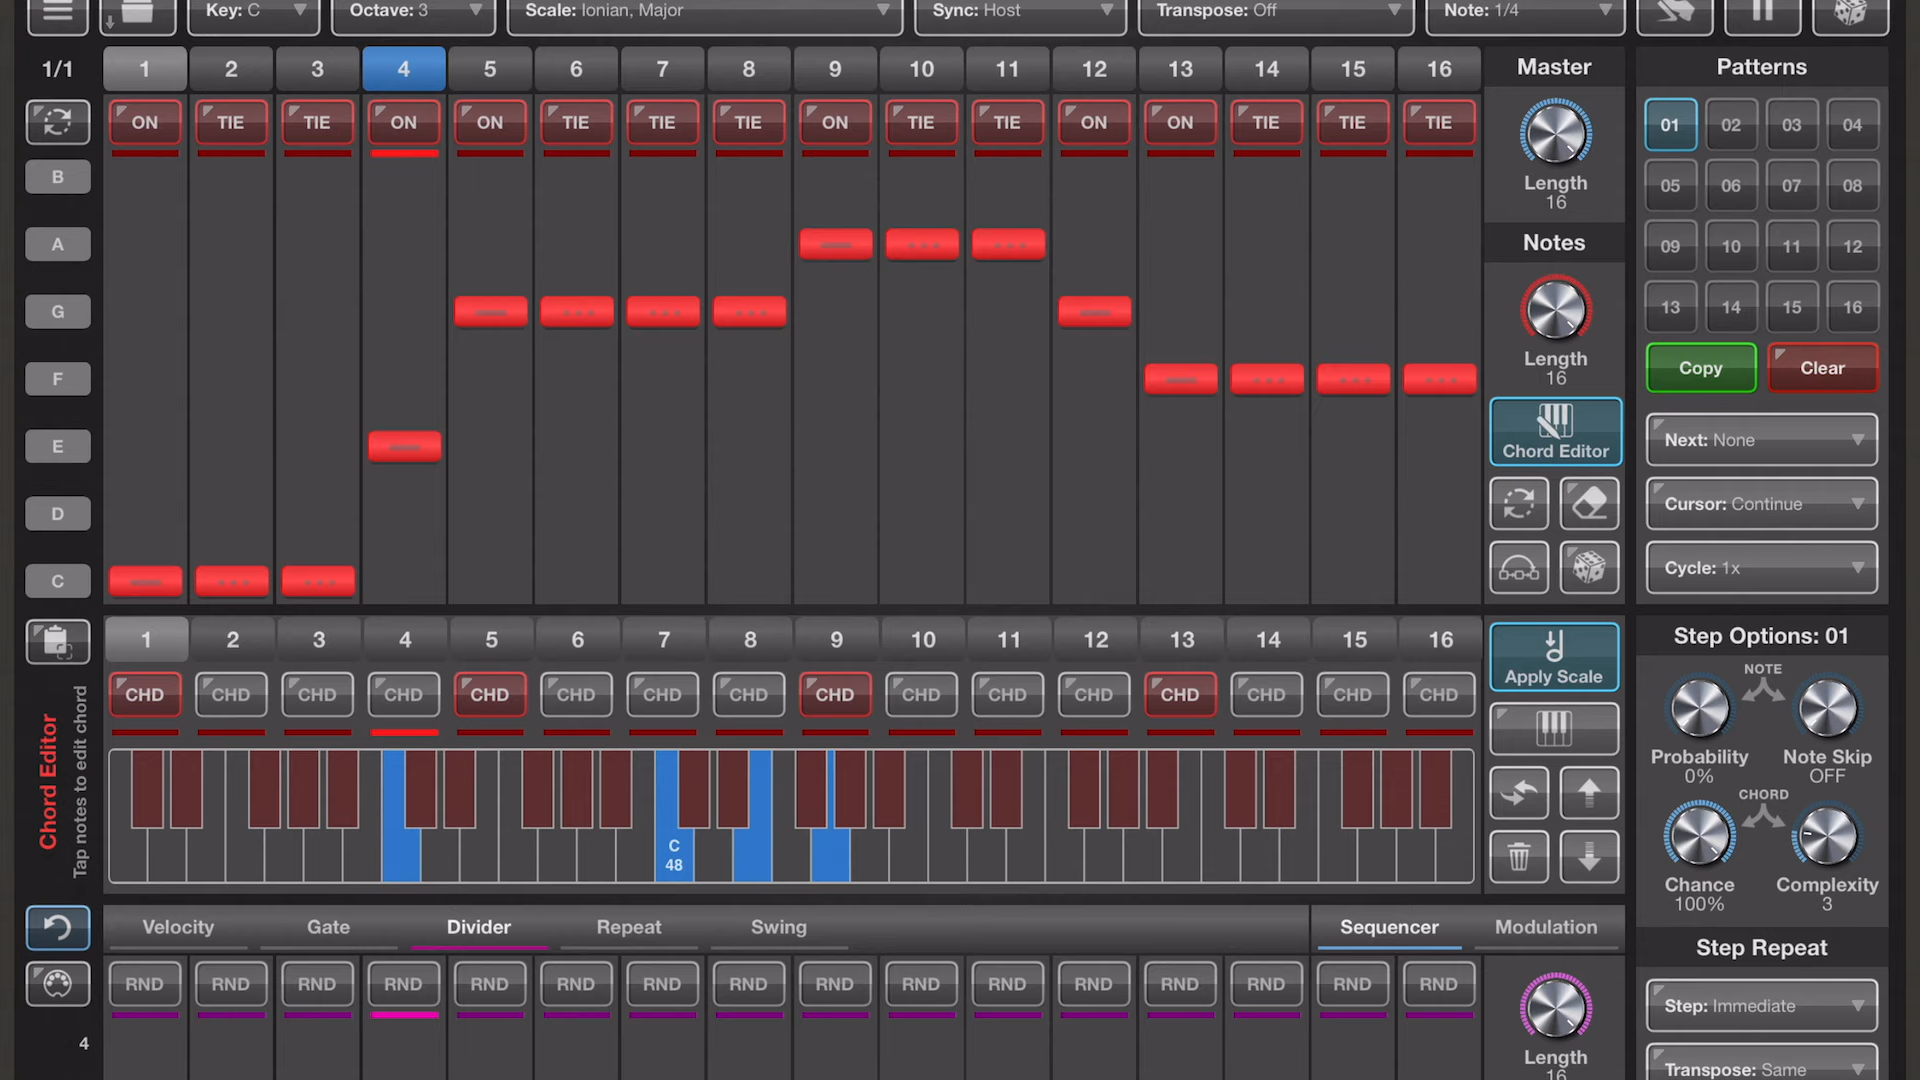 Key: C
Octave: 3
Scale: Ionian, Major
Sync: Host
Transpose: Off
Note: 1/4
1/1
1 2 3 4 5 6 7 8 9 10 11 12 13 14 15 16
Master
Patterns
ON TIE TIE ON ON TIE TIE TIE ON TIE TIE ON ON TIE TIE TIE
01 02 03 04
B
Length
16
05 06 07 08
A
Notes
09 10 11 12
G
13 14 15 16
Length
16
Copy
Clear
F
E
Chord Editor
Next: None
D
Cursor: Continue
C
Cycle: 1x
1 2 3 4 5 6 7 8 9 10 11 12 13 14 15 16
Apply Scale
Step Options: 01
NOTE
CHD CHD CHD CHD CHD CHD CHD CHD CHD CHD CHD CHD CHD CHD CHD CHD
Chord Editor
Tap notes to edit chord
Probability
0%
Note Skip
OFF
CHORD
C
48
Chance
100%
Complexity
3
Velocity
Gate
Divider
Repeat
Swing
Sequencer
Modulation
Step Repeat
RND RND RND RND RND RND RND RND RND RND RND RND RND RND RND RND
Step: Immediate
4
Length
16
Transpose: Same